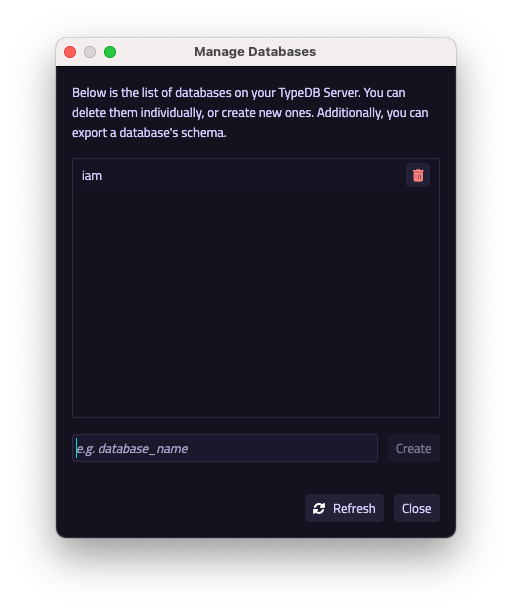 Manage Databases
Below is the list of databases on your TypeDB Server. You can
delete them individually, or create new ones. Additionally, you can
export a database's schema.
iam
e.g. database_name
Create
Refresh
Close